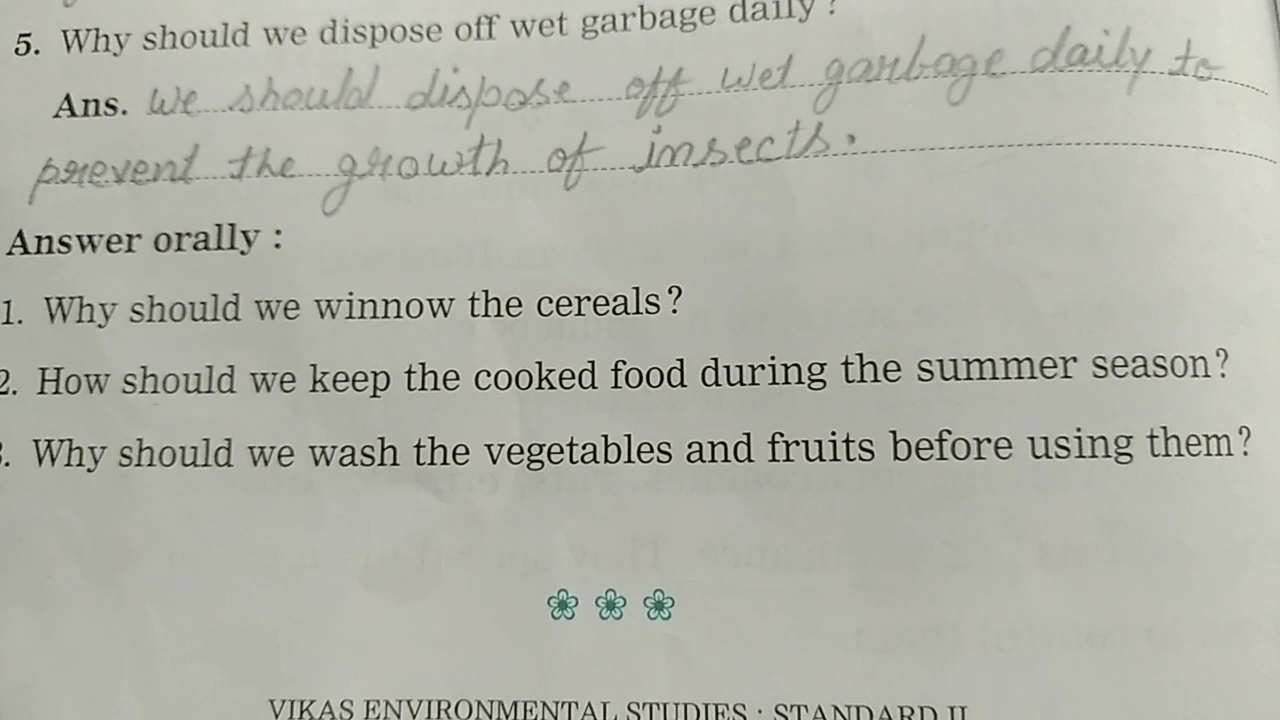 5. Why should we dispose off wet garbage daily ?
Ans. We should dispose off wet garbage daily to
prevent the growth of insects.
Answer orally :
1. Why should we winnow the cereals?
2. How should we keep the cooked food during the summer season?
3. Why should we wash the vegetables and fruits before using them?
VIKAS ENVIRONMENTAL STUDIES · STANDARD II